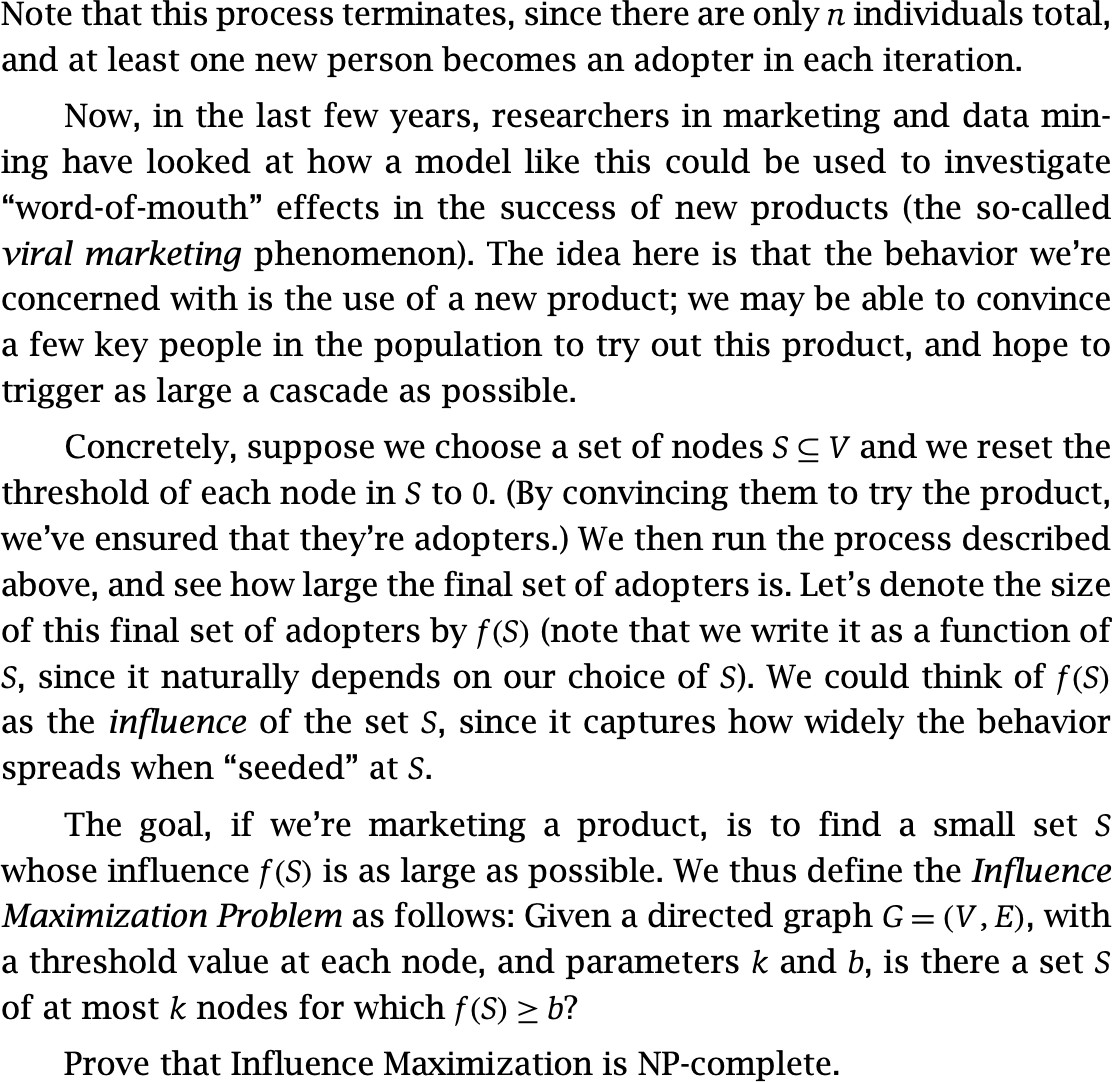 Note that this process terminates, since there are only n individuals total,
and at least one new person becomes an adopter in each iteration.
Now, in the last few years, researchers in marketing and data min-
ing have looked at how a model like this could be used to investigate
“word-of-mouth” effects in the success of new products (the so-called
viral marketing phenomenon). The idea here is that the behavior we’re
concerned with is the use of a new product; we may be able to convince
a few key people in the population to try out this product, and hope to
trigger as large a cascade as possible.
Concretely, suppose we choose a set of nodes S ⊆ V and we reset the
threshold of each node in S to 0. (By convincing them to try the product,
we’ve ensured that they’re adopters.) We then run the process described
above, and see how large the final set of adopters is. Let’s denote the size
of this final set of adopters by f(S) (note that we write it as a function of
S, since it naturally depends on our choice of S). We could think of f(S)
as the influence of the set S, since it captures how widely the behavior
spreads when “seeded” at S.
The goal, if we’re marketing a product, is to find a small set S
whose influence f(S) is as large as possible. We thus define the Influence
Maximization Problem as follows: Given a directed graph G = (V, E), with
a threshold value at each node, and parameters k and b, is there a set S
of at most k nodes for which f(S) ≥ b?
Prove that Influence Maximization is NP-complete.